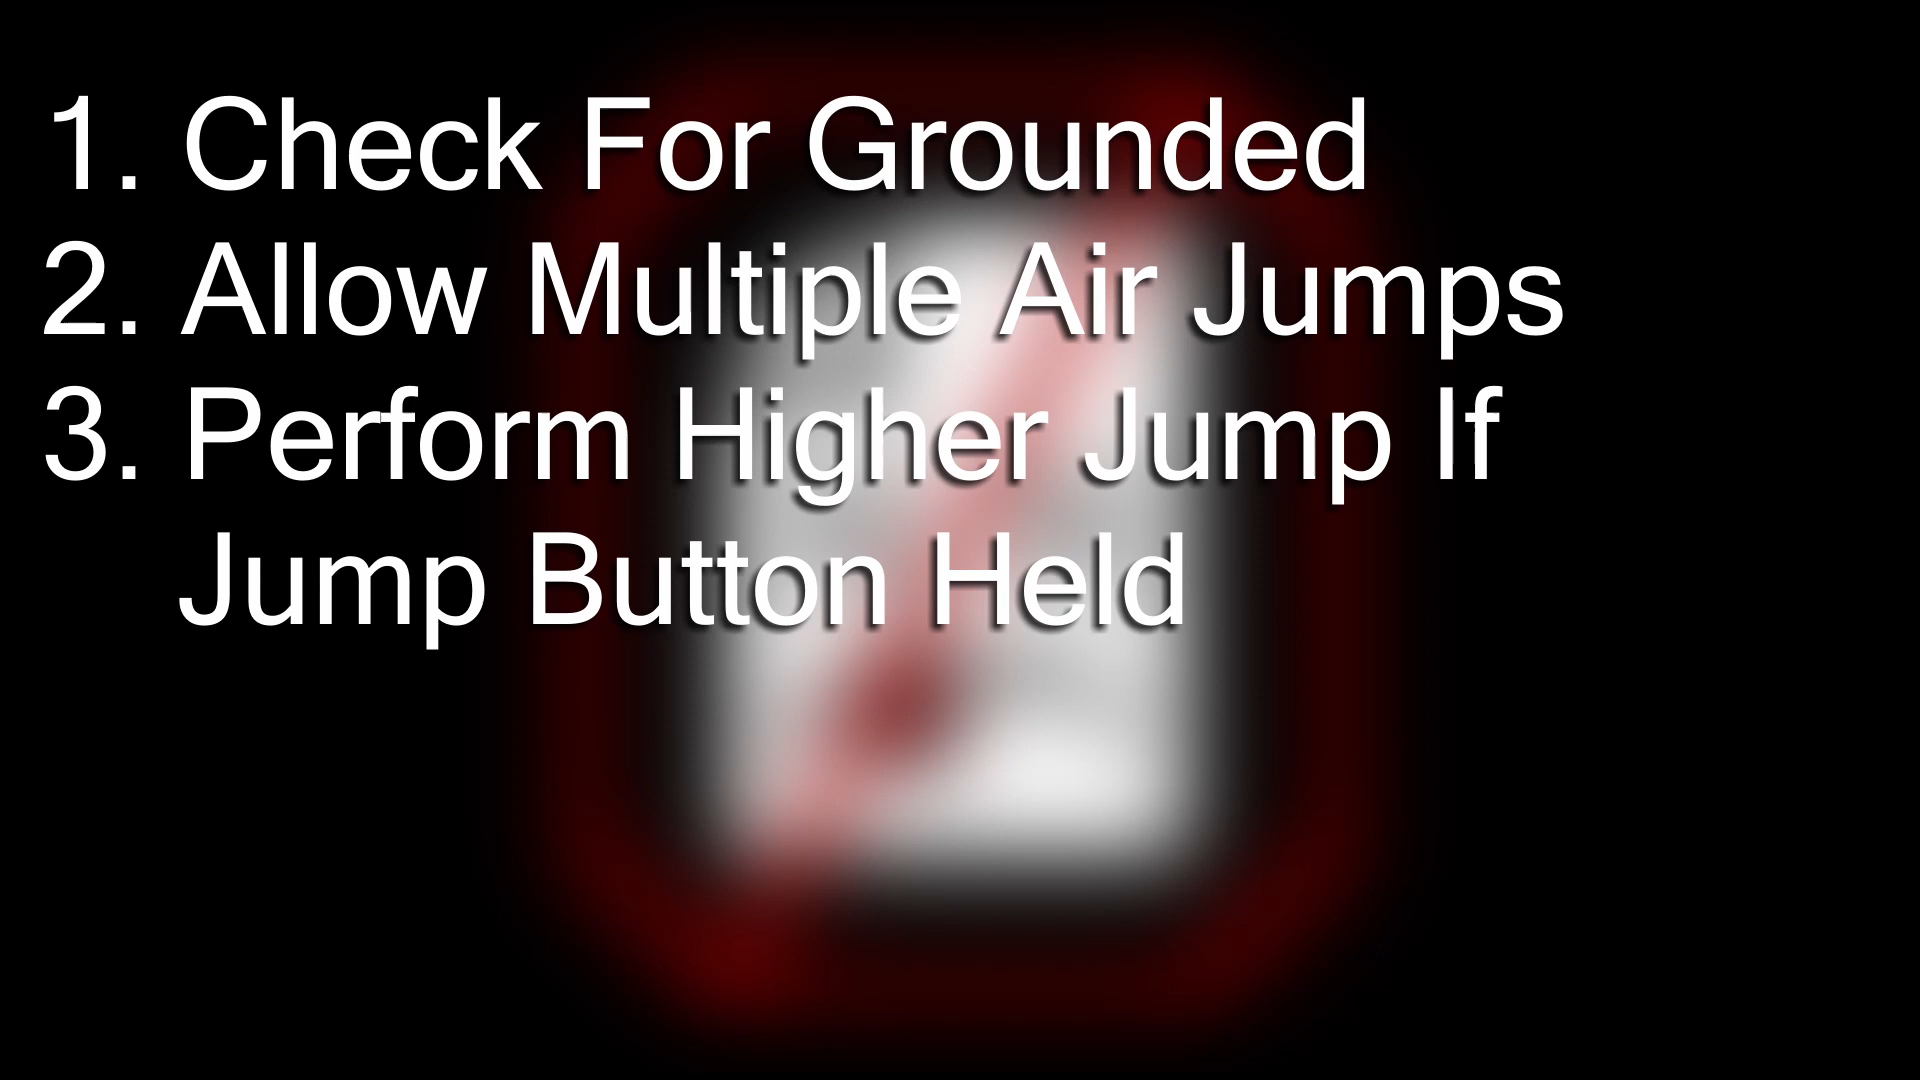 1. Check For Grounded
2. Allow Multiple Air Jumps
3. Perform Higher Jump If
Jump Button Held